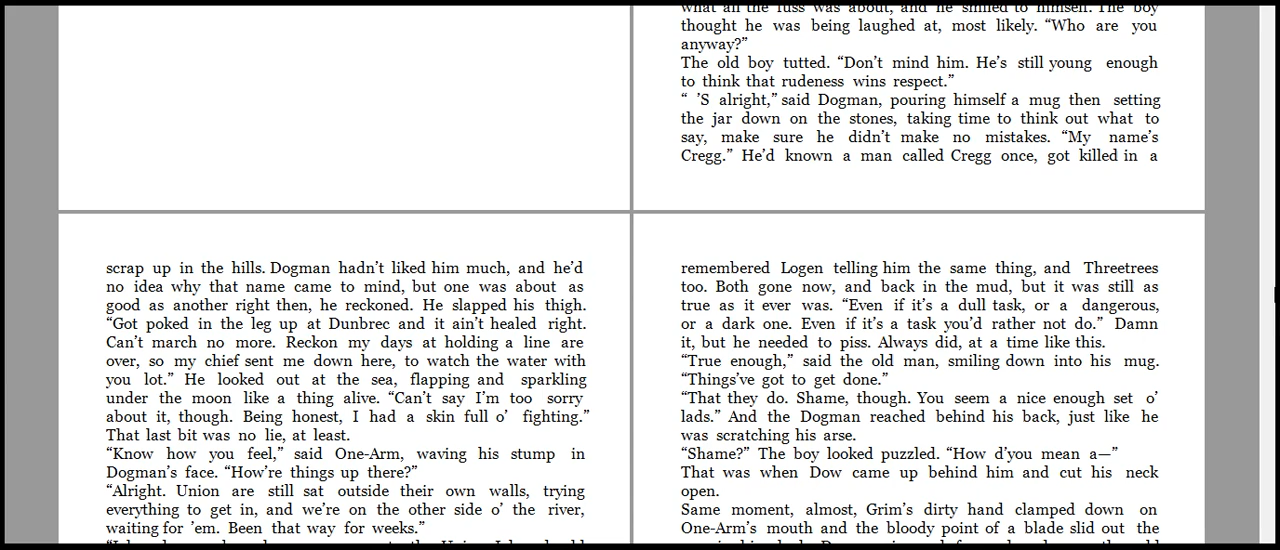 what all the fuss was about, and he smiled to himself. The boy
thought he was being laughed at, most likely. “Who are you
anyway?”
The old boy tutted. “Don’t mind him. He’s still young enough
to think that rudeness wins respect.”
“ ’S alright,” said Dogman, pouring himself a mug then setting
the jar down on the stones, taking time to think out what to
say, make sure he didn’t make no mistakes. “My name’s
Cregg.” He’d known a man called Cregg once, got killed in a
scrap up in the hills. Dogman hadn’t liked him much, and he’d
no idea why that name came to mind, but one was about as
good as another right then, he reckoned. He slapped his thigh.
“Got poked in the leg up at Dunbrec and it ain’t healed right.
Can’t march no more. Reckon my days at holding a line are
over, so my chief sent me down here, to watch the water with
you lot.” He looked out at the sea, flapping and sparkling
under the moon like a thing alive. “Can’t say I’m too sorry
about it, though. Being honest, I had a skin full o’ fighting.”
That last bit was no lie, at least.
“Know how you feel,” said One-Arm, waving his stump in
Dogman’s face. “How’re things up there?”
“Alright. Union are still sat outside their own walls, trying
everything to get in, and we’re on the other side o’ the river,
waiting for ’em. Been that way for weeks.”
remembered Logen telling him the same thing, and Threetrees
too. Both gone now, and back in the mud, but it was still as
true as it ever was. “Even if it’s a dull task, or a dangerous,
or a dark one. Even if it’s a task you’d rather not do.” Damn
it, but he needed to piss. Always did, at a time like this.
“True enough,” said the old man, smiling down into his mug.
“Things’ve got to get done.”
“That they do. Shame, though. You seem a nice enough set o’
lads.” And the Dogman reached behind his back, just like he
was scratching his arse.
“Shame?” The boy looked puzzled. “How d’you mean a—”
That was when Dow came up behind him and cut his neck
open.
Same moment, almost, Grim’s dirty hand clamped down on
One-Arm’s mouth and the bloody point of a blade slid out the